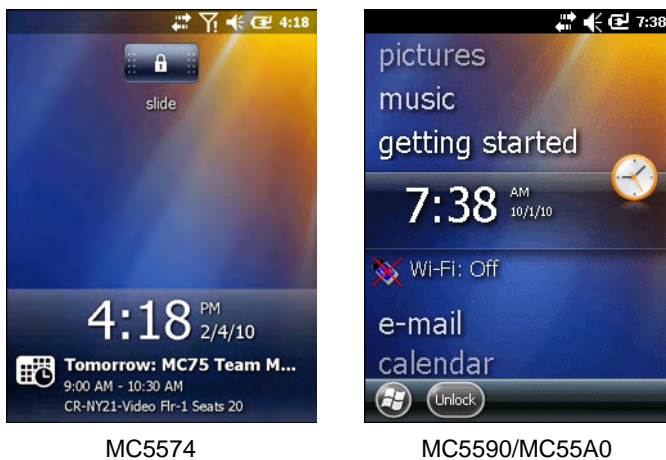 4:18
slide
4:18 PM
2/4/10
Tomorrow: MC75 Team M...
9:00 AM - 10:30 AM
CR-NY21-Video Flr-1 Seats 20
MC5574
7:38
pictures
music
getting started
7:38 AM
10/1/10
Wi-Fi: Off
e-mail
calendar
Unlock
MC5590/MC55A0